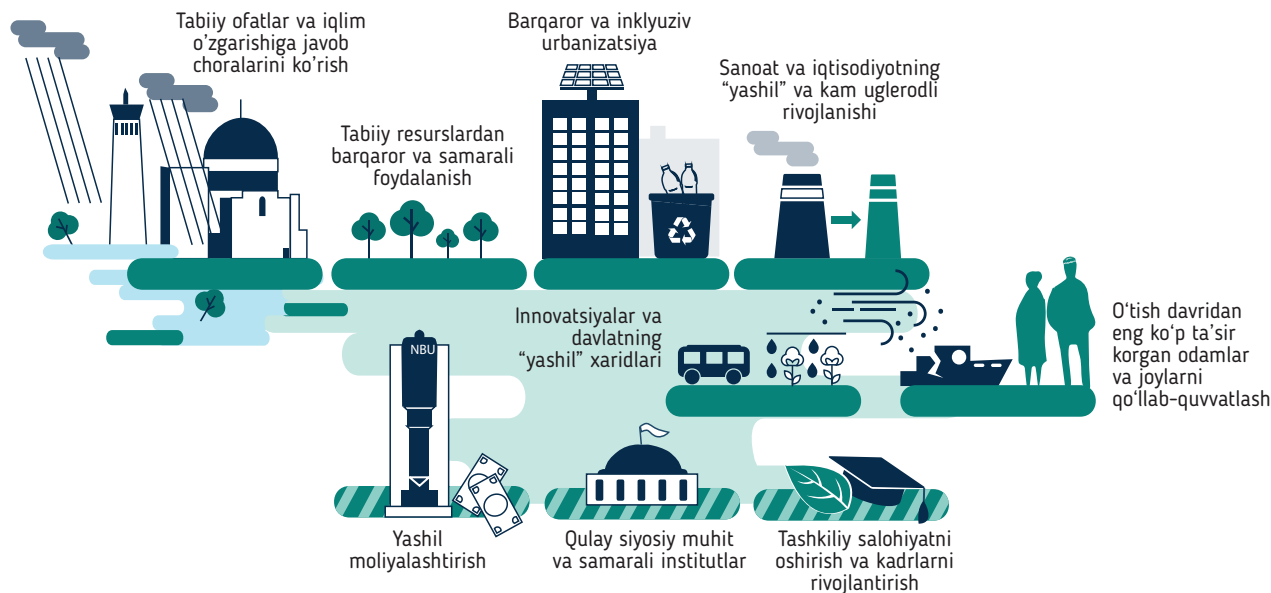 Tabiiy ofatlar va iqlim
o’zgarishiga javob
choralarini ko’rish
Tabiiy resurslardan
barqaror va samarali
foydalanish
Barqaror va inklyuziv
urbanizatsiya
Sanoat va iqtisodiyotning
“yashil” va kam uglerodli
rivojlanishi
Innovatsiyalar va
davlatning
“yashil” xaridlari
O‘tish davridan
eng ko‘p ta’sir
korgan odamlar
va joylarni
qo‘llab-quvvatlash
NBU
Yashil
moliyalashtirish
Qulay siyosiy muhit
va samarali institutlar
Tashkiliy salohiyatni
oshirish va kadrlarni
rivojlantirish